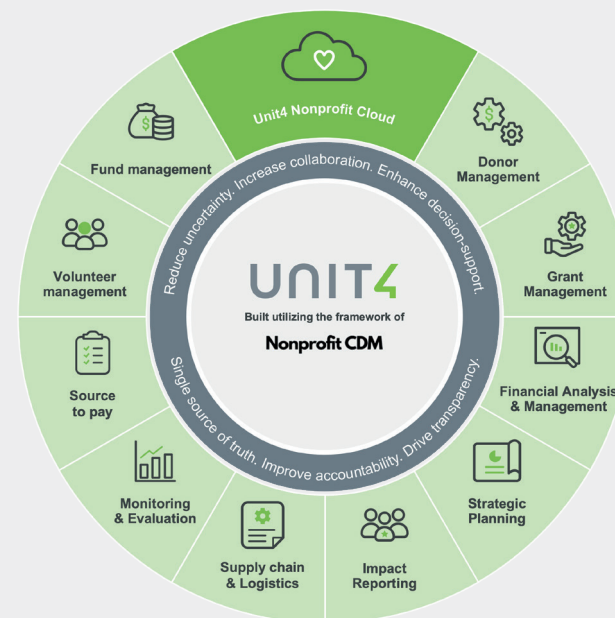 Unit4 Nonprofit Cloud
Donor
Management
Grant
Management
Financial Analysis
& Management
Strategic
Planning
Impact
Reporting
Supply chain
& Logistics
Monitoring
& Evaluation
Source
to pay
Volunteer
management
Fund management
Reduce uncertainty. Increase collaboration. Enhance decision-support.
UNIT4
Built utilizing the framework of
Nonprofit CDM
Single source of truth. Improve accountability. Drive transparency.